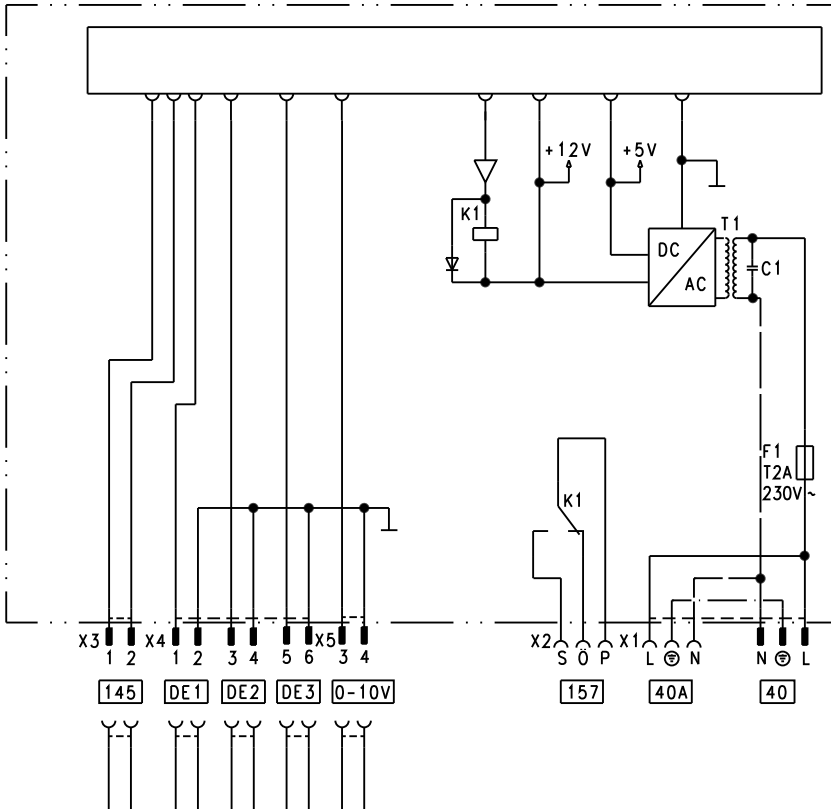 +12V
+5V
K1
T1
DC
AC
C1
F1
T2A
230V~
K1
X3
1
2
X4
1
2
3
4
5
6
X5
3
4
X2
S
Ö
P
X1
L
N
N
L
145
DE1
DE2
DE3
0-10V
157
40A
40